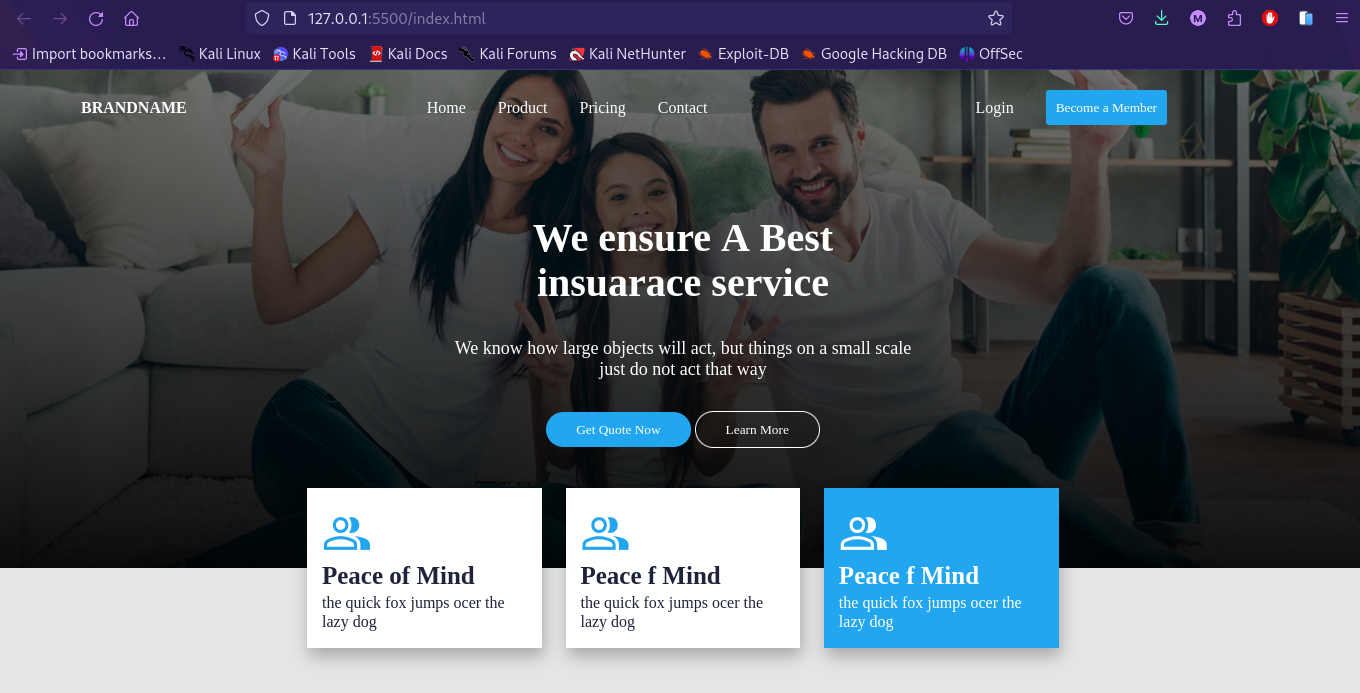 127.0.0.1:5500/index.html
Import bookmarks... Kali Linux Kali Tools Kali Docs Kali Forums Kali NetHunter Exploit-DB Google Hacking DB OffSec
BRANDNAME Home Product Pricing Contact Login Become a Member
We ensure A Best
insuarace service
We know how large objects will act, but things on a small scale
just do not act that way
Get Quote Now Learn More
Peace of Mind
the quick fox jumps ocer the
lazy dog
Peace f Mind
the quick fox jumps ocer the
lazy dog
Peace f Mind
the quick fox jumps ocer the
lazy dog